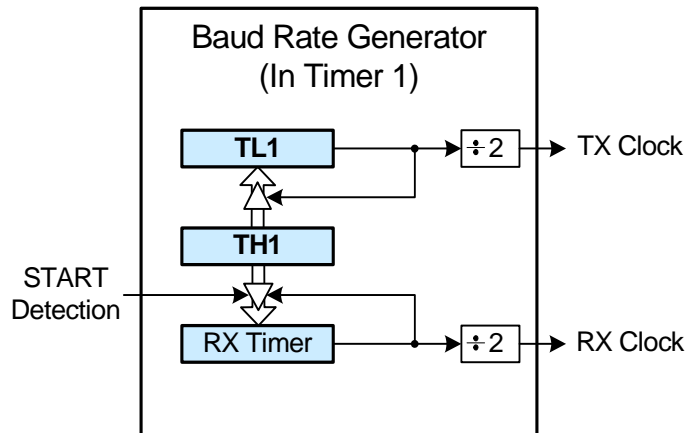 Baud Rate Generator
(In Timer 1)
TL1
÷2
TX Clock
TH1
START
Detection
RX Timer
÷2
RX Clock